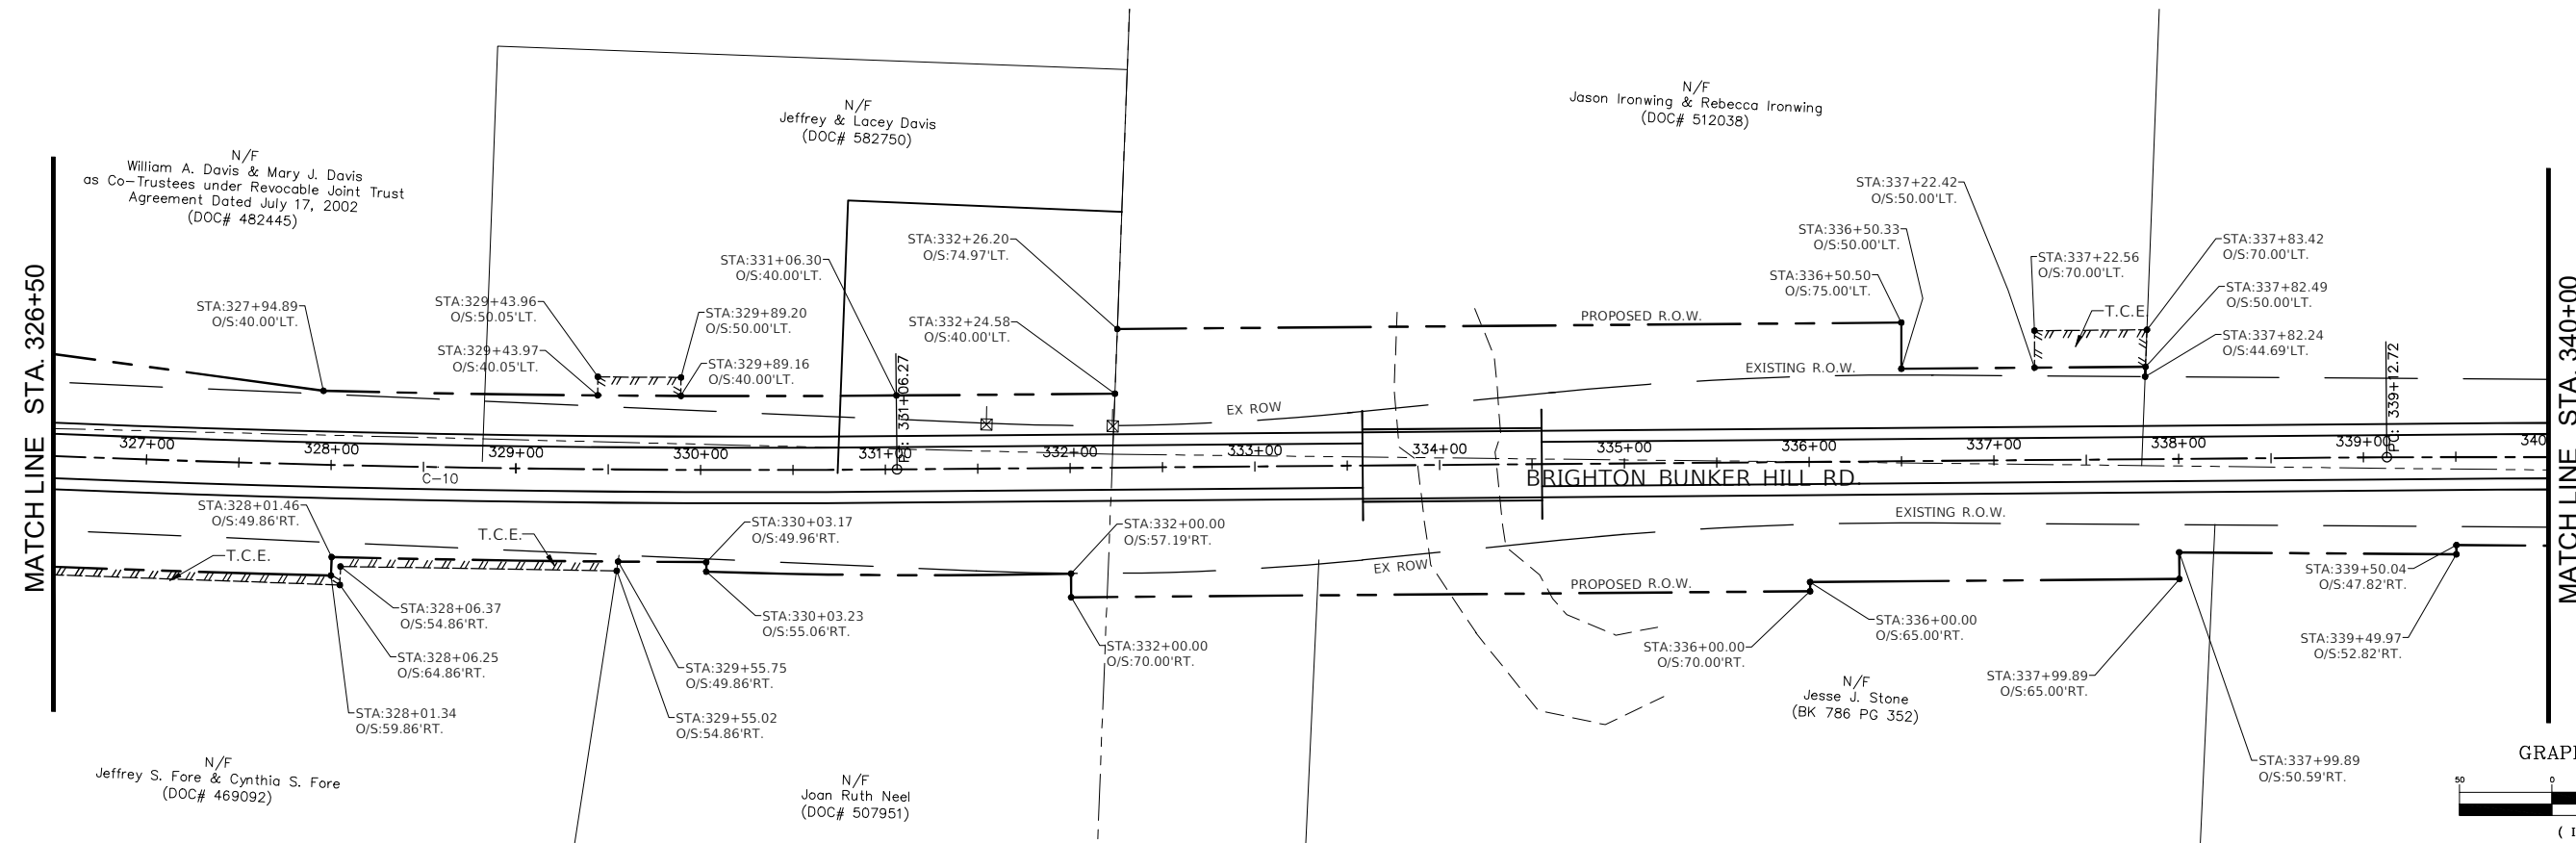 MATCH LINE STA. 326+50
N/F
William A. Davis & Mary J. Davis
as Co-Trustees under Revocable Joint Trust
Agreement Dated July 17, 2002
(DOC# 482445)
N/F
Jeffrey & Lacey Davis
(DOC# 582750)
N/F
Jason Ironwing & Rebecca Ironwing
(DOC# 512038)
STA:327+94.89
O/S:40.00'LT.
STA:329+43.96
O/S:50.05'LT.
STA:329+43.97
O/S:40.05'LT.
STA:329+89.20
O/S:50.00'LT.
STA:329+89.16
O/S:40.00'LT.
STA:331+06.30
O/S:40.00'LT.
STA:332+26.20
O/S:74.97'LT.
STA:332+24.58
O/S:40.00'LT.
331+06.27
STA:337+22.42
O/S:50.00'LT.
STA:336+50.33
O/S:50.00'LT.
STA:336+50.50
O/S:75.00'LT.
STA:337+22.56
O/S:70.00'LT.
T.C.E.
STA:337+83.42
O/S:70.00'LT.
STA:337+82.49
O/S:50.00'LT.
STA:337+82.24
O/S:44.69'LT.
PROPOSED R.O.W.
EXISTING R.O.W.
EX ROW
PC: 339+12.72
327+00
328+00
329+00
330+00
331+00
332+00
333+00
334+00
335+00
336+00
337+00
338+00
339+00
340
C-10
BRIGHTON BUNKER HILL RD.
EXISTING R.O.W.
EX ROW
PROPOSED R.O.W.
STA:328+01.46
O/S:49.86'RT.
T.C.E.
T.C.E.
STA:330+03.17
O/S:49.96'RT.
STA:332+00.00
O/S:57.19'RT.
STA:328+06.37
O/S:54.86'RT.
STA:328+06.25
O/S:64.86'RT.
STA:328+01.34
O/S:59.86'RT.
STA:330+03.23
O/S:55.06'RT.
STA:329+55.75
O/S:49.86'RT.
STA:329+55.02
O/S:54.86'RT.
STA:332+00.00
O/S:70.00'RT.
STA:336+00.00
O/S:70.00'RT.
STA:336+00.00
O/S:65.00'RT.
STA:337+99.89
O/S:65.00'RT.
STA:339+50.04
O/S:47.82'RT.
STA:339+49.97
O/S:52.82'RT.
STA:337+99.89
O/S:50.59'RT.
N/F
Jeffrey S. Fore & Cynthia S. Fore
(DOC# 469092)
N/F
Joan Ruth Neel
(DOC# 507951)
N/F
Jesse J. Stone
(BK 786 PG 352)
MATCH LINE STA. 340+00
GRAP
50
0
( I